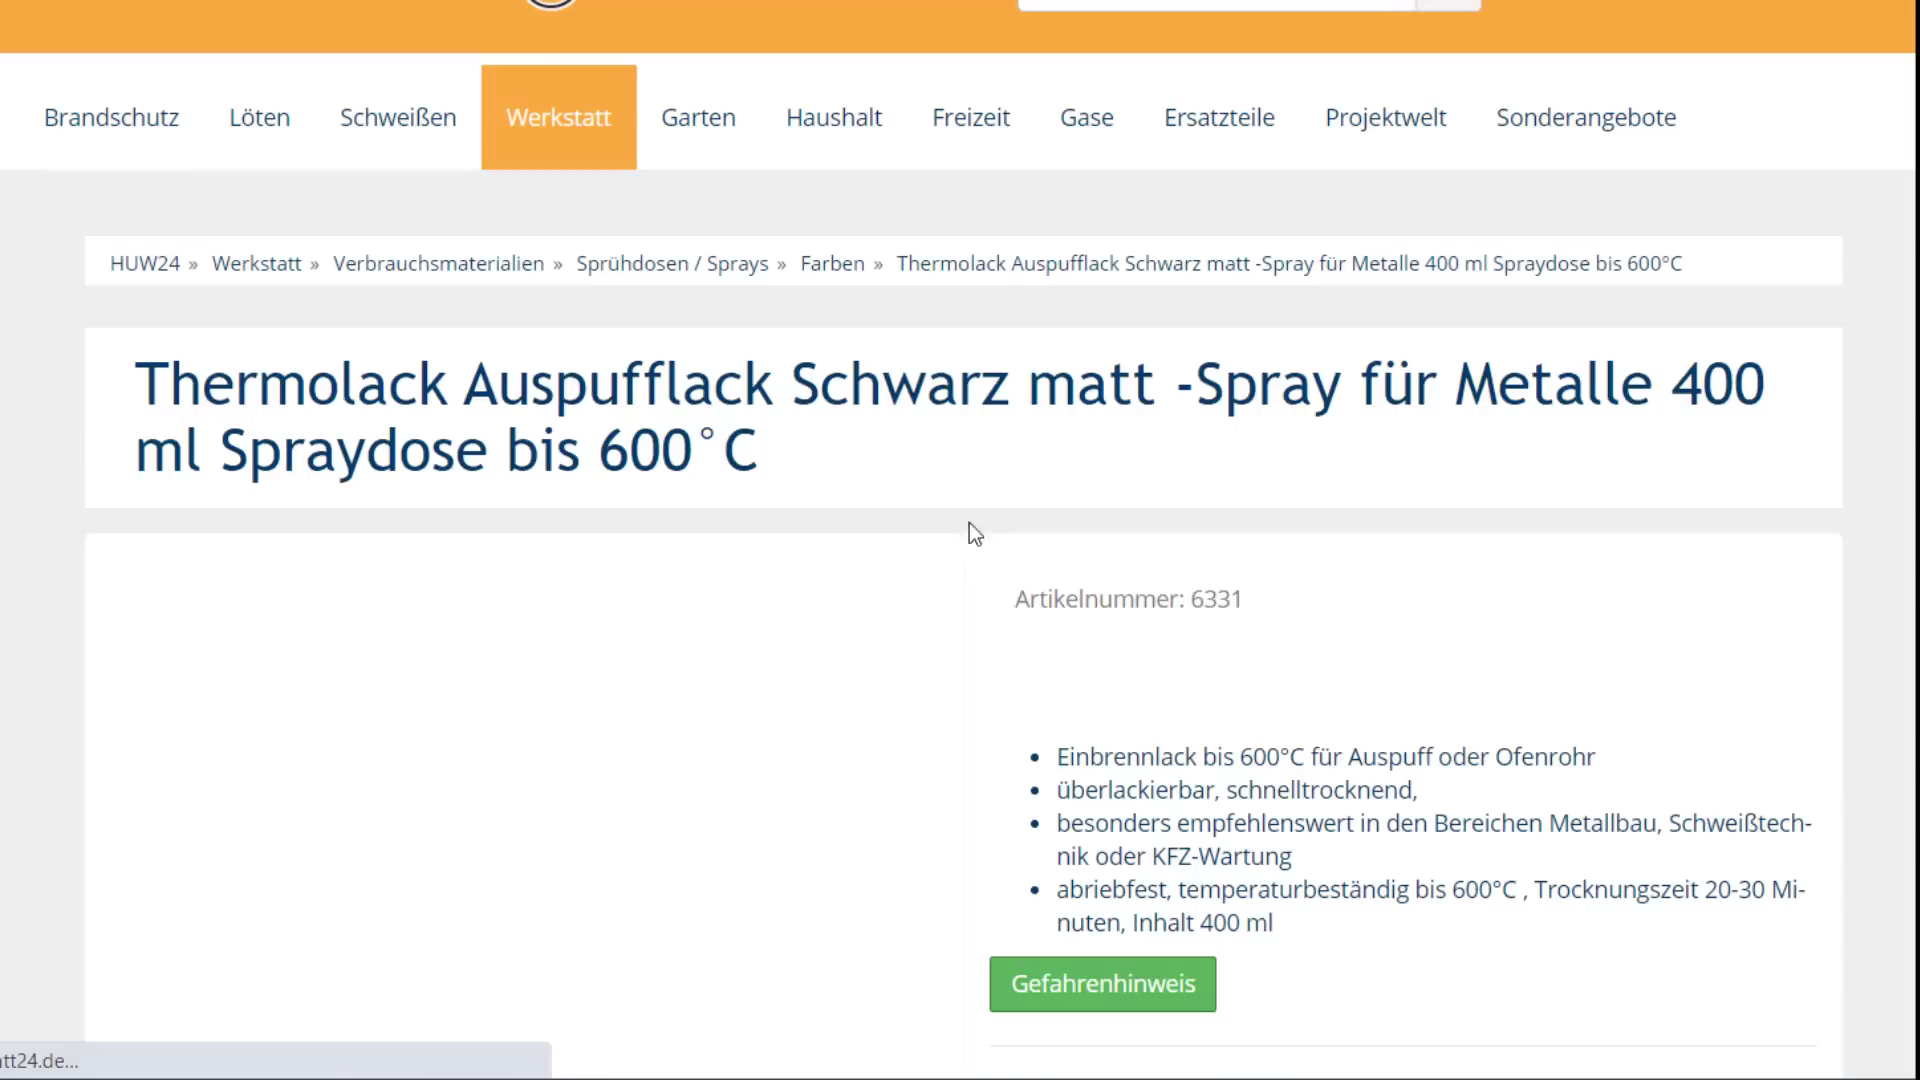 Brandschutz Löten Schweißen Werkstatt Garten Haushalt Freizeit Gase Ersatzteile Projektwelt Sonderangebote
HUW24 » Werkstatt » Verbrauchsmaterialien » Sprühdosen / Sprays » Farben » Thermolack Auspufflack Schwarz matt -Spray für Metalle 400 ml Spraydose bis 600°C
Thermolack Auspufflack Schwarz matt -Spray für Metalle 400
ml Spraydose bis 600°C
Artikelnummer: 6331
• Einbrennlack bis 600°C für Auspuff oder Ofenrohr
• überlackierbar, schnelltrocknend,
• besonders empfehlenswert in den Bereichen Metallbau, Schweißtech-
nik oder KFZ-Wartung
• abriebfest, temperaturbeständig bis 600°C , Trocknungszeit 20-30 Mi-
nuten, Inhalt 400 ml
Gefahrenhinweis
tt24.de...